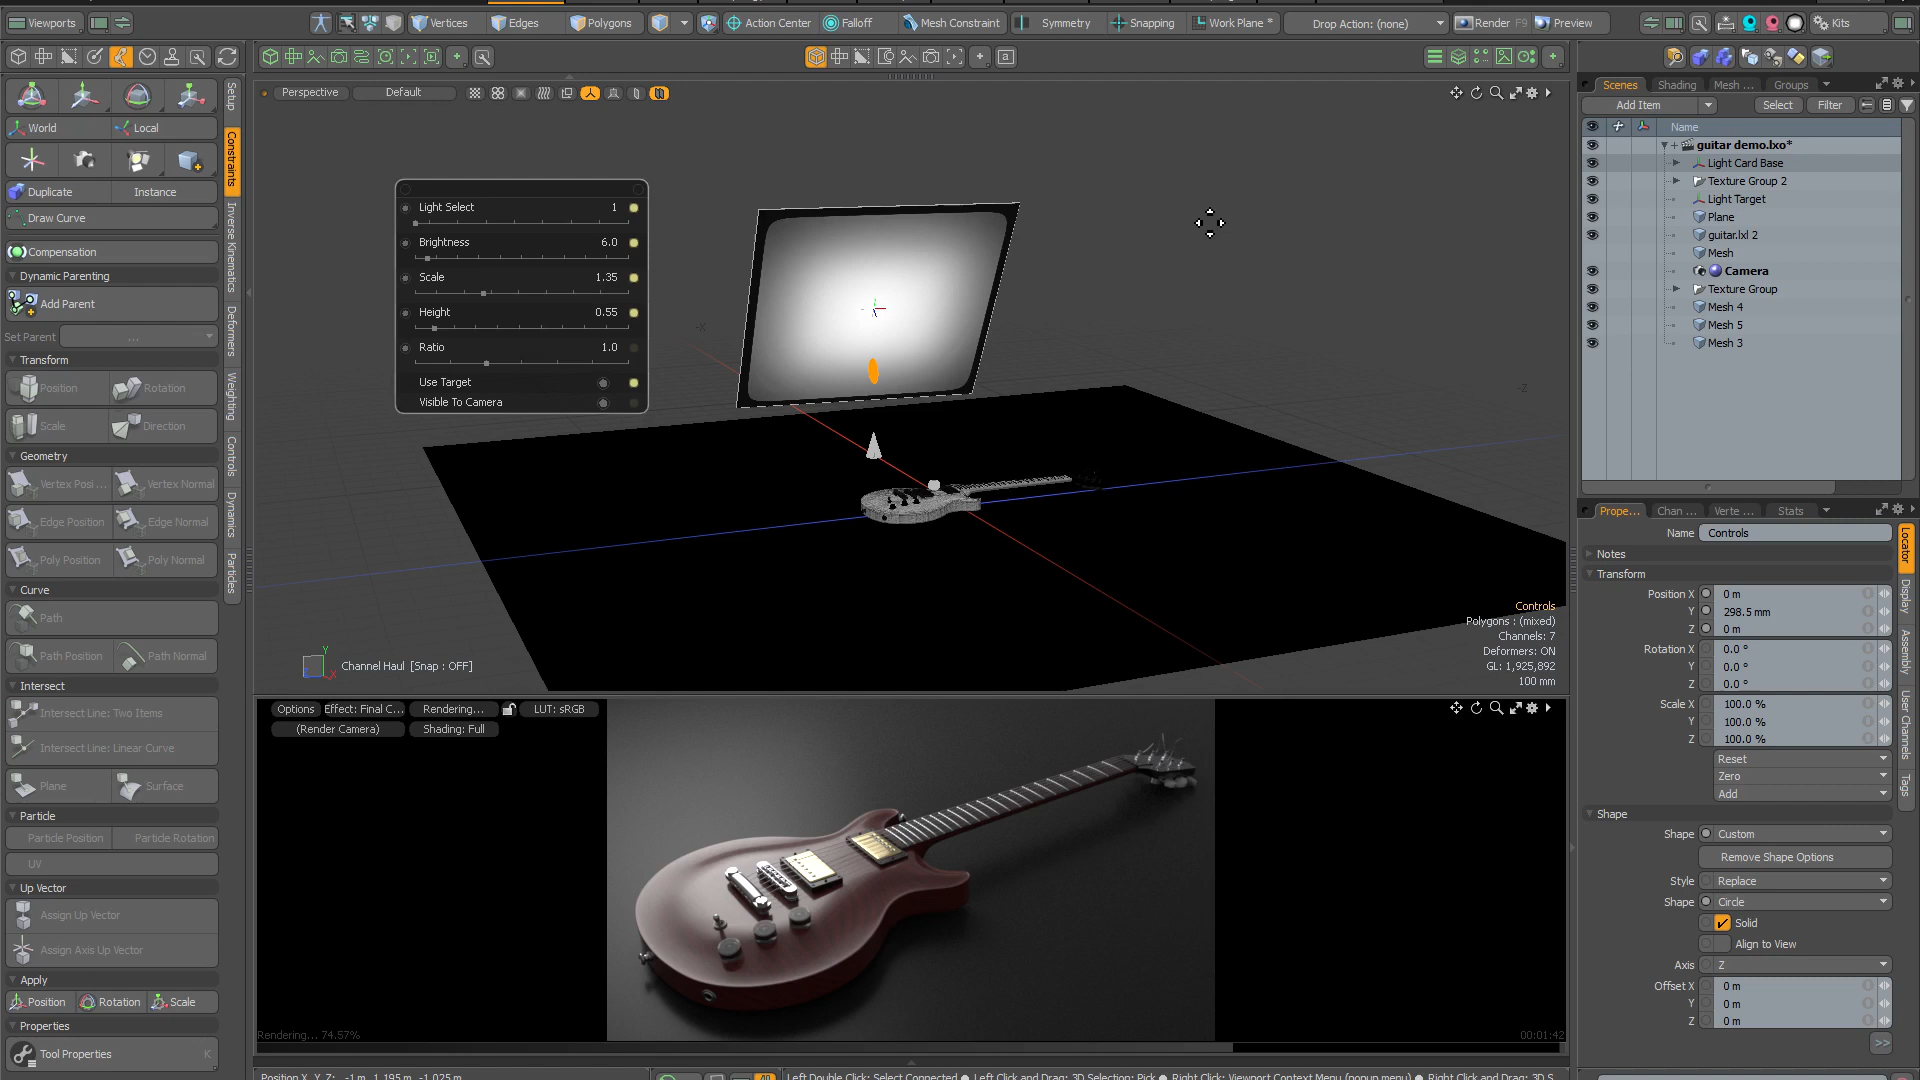 Viewports
Vertices
Edges
Polygons
Action Center
Falloff
Mesh Constraint
Symmetry
Snapping
Work Plane *
Drop Action: (none)
Render F9
Preview
Kits
a
World
Local
Duplicate
Instance
Draw Curve
Compensation
Dynamic Parenting
Add Parent
Set Parent
...
Transform
Position
Rotation
Scale
Direction
Geometry
Vertex Posi ...
Vertex Normal
Edge Position
Edge Normal
Poly Position
Poly Normal
Curve
Path
Path Position
Path Normal
Intersect
Intersect Line: Two Items
Intersect Line: Linear Curve
Plane
Surface
Particle
Particle Position
Particle Rotation
UV
Up Vector
Assign Up Vector
Assign Axis Up Vector
Apply
Position
Rotation
Scale
Properties
Tool Properties
K
Setup
Constraints
Inverse Kinematics
Deformers
Weighting
Controls
Dynamics
Particles
Perspective
Default
Light Select 1
Brightness 6.0
Scale 1.35
Height 0.55
Ratio 1.0
Use Target
Visible To Camera
-X
-Z
Controls
Polygons : (mixed)
Channels: 7
Deformers: ON
GL: 1,925,892
100 mm
Y
X
Channel Haul [Snap : OFF]
Options
Effect: Final C...
Rendering...
LUT: sRGB
(Render Camera)
Shading: Full
Rendering... 74.57%
00:01:42
Position X, Y, Z: -1 m, 1.195 m, -1.025 m
Left Double Click: Select Connected ● Left Click and Drag: 3D Selection: Pick ● Right Click: Viewport Context Menu (popup menu) ● Right Click and Drag: 3D S
Scenes
Shading
Mesh ...
Groups
Add Item
Select
Filter
Name
guitar demo.lxo*
Light Card Base
Texture Group 2
Light Target
Plane
guitar.lxl 2
Mesh
Camera
Texture Group
Mesh 4
Mesh 5
Mesh 3
Prope...
Chan ...
Verte ...
Stats
Name Controls
Notes
Transform
Position X 0 m
Y 298.5 mm
Z 0 m
Rotation X 0.0 °
Y 0.0 °
Z 0.0 °
Scale X 100.0 %
Y 100.0 %
Z 100.0 %
Reset
Zero
Add
Shape
Shape Custom
Remove Shape Options
Style Replace
Shape Circle
Solid
Align to View
Axis Z
Offset X 0 m
Y 0 m
Z 0 m
>>
Locator
Display
Assembly
User Channels
Tags